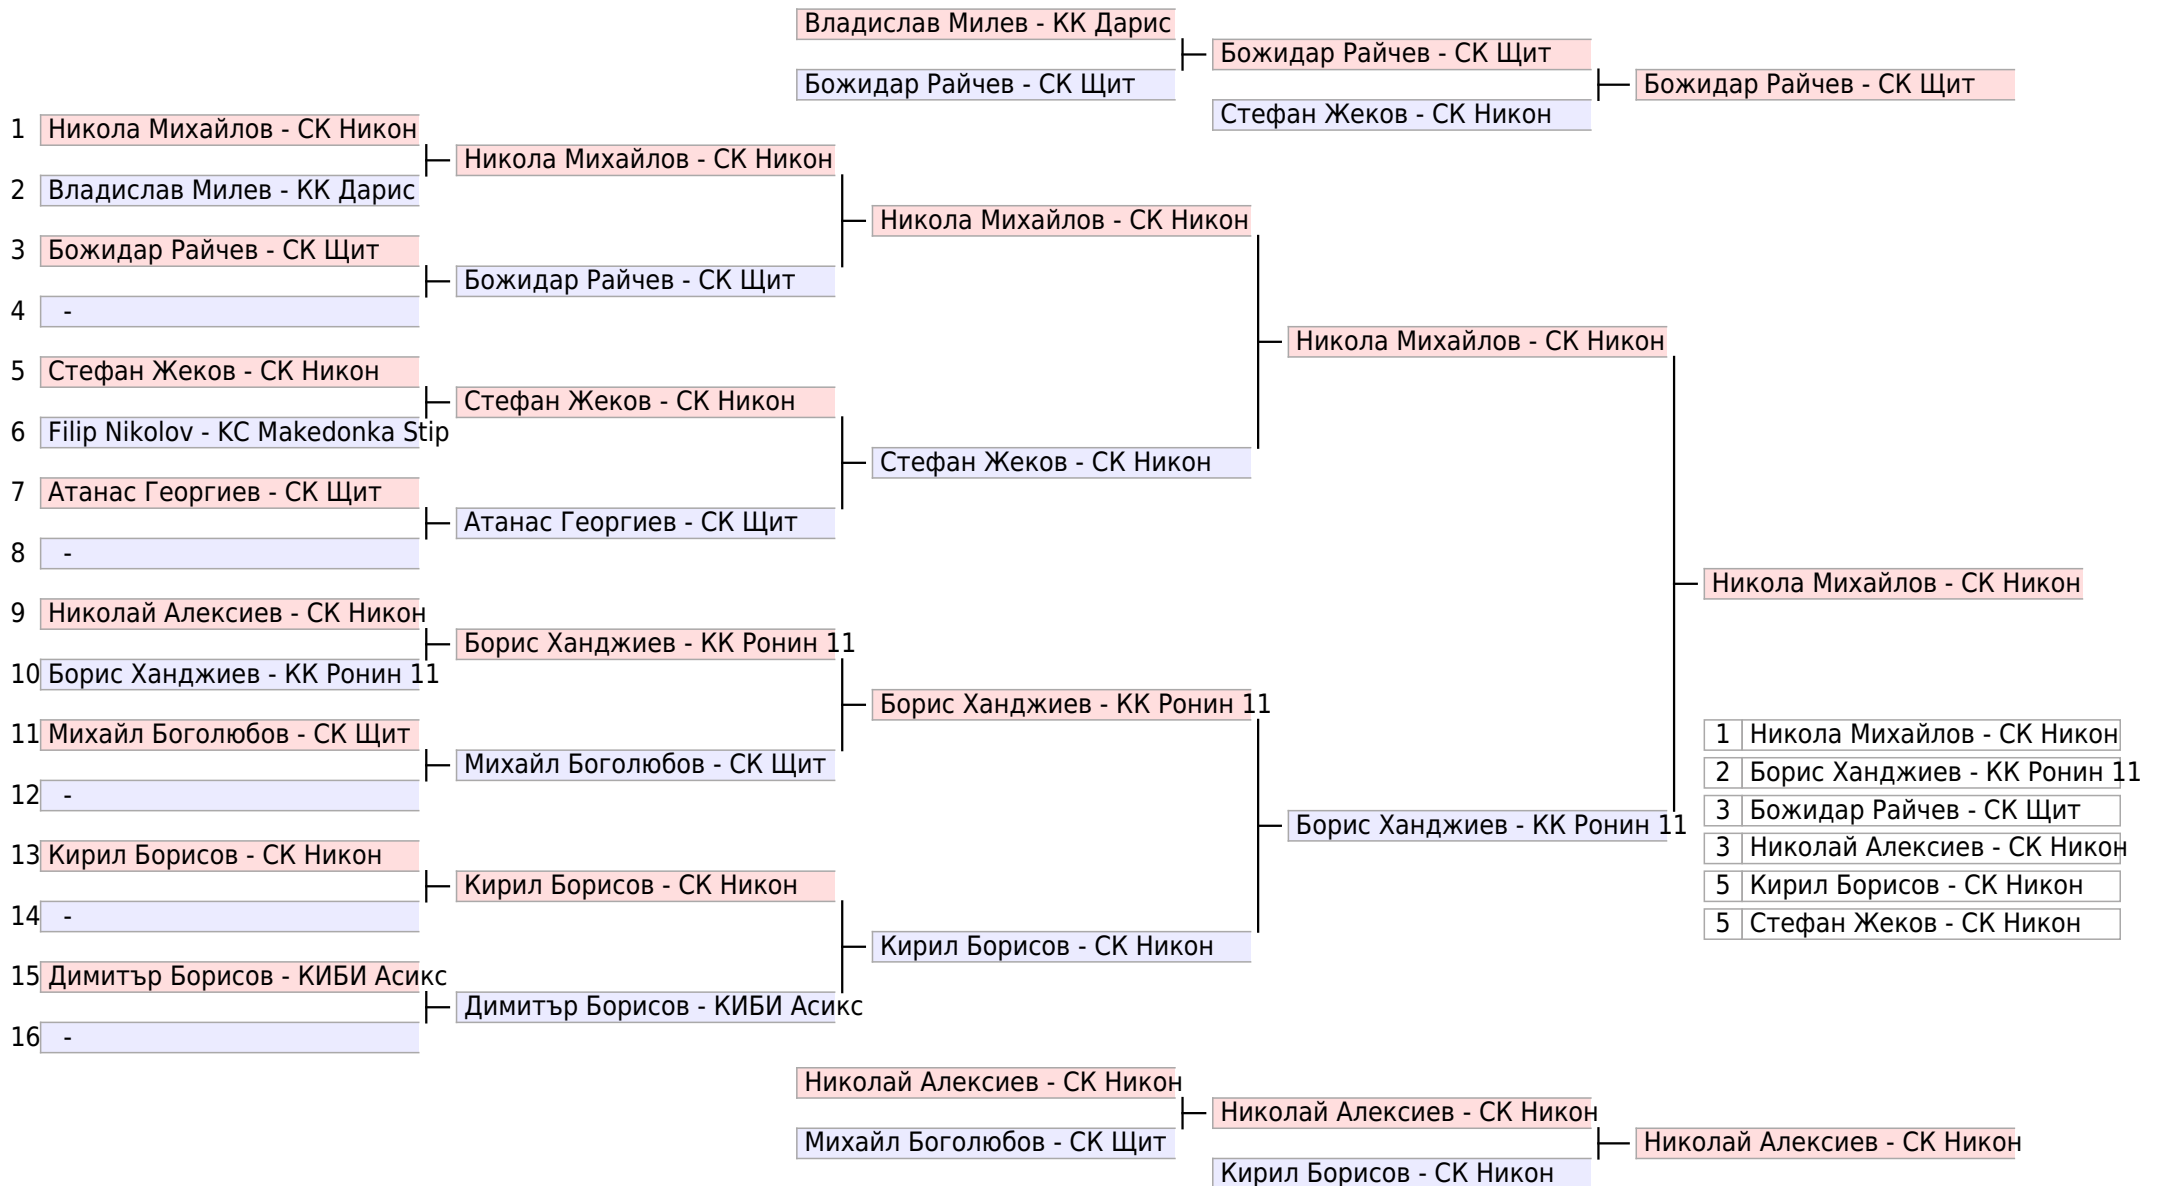 Владислав Милев - КК Дарис
Божидар Райчев - СК Щит
Божидар Райчев - СК Щит
Стефан Жеков - СК Никон
Божидар Райчев - СК Щит
1 Никола Михайлов - СК Никон
2 Владислав Милев - КК Дарис
3 Божидар Райчев - СК Щит
4 -
5 Стефан Жеков - СК Никон
6 Filip Nikolov - KC Makedonka Stip
7 Атанас Георгиев - СК Щит
8 -
9 Николай Алексиев - СК Никон
10 Борис Ханджиев - КК Ронин 11
11 Михайл Боголюбов - СК Щит
12 -
13 Кирил Борисов - СК Никон
14 -
15 Димитър Борисов - КИБИ Асикс
16 -
Никола Михайлов - СК Никон
Божидар Райчев - СК Щит
Стефан Жеков - СК Никон
Атанас Георгиев - СК Щит
Борис Ханджиев - КК Ронин 11
Михайл Боголюбов - СК Щит
Кирил Борисов - СК Никон
Димитър Борисов - КИБИ Асикс
Никола Михайлов - СК Никон
Стефан Жеков - СК Никон
Борис Ханджиев - КК Ронин 11
Кирил Борисов - СК Никон
Никола Михайлов - СК Никон
Борис Ханджиев - КК Ронин 11
Никола Михайлов - СК Никон
1 Никола Михайлов - СК Никон
2 Борис Ханджиев - КК Ронин 11
3 Божидар Райчев - СК Щит
3 Николай Алексиев - СК Никон
5 Кирил Борисов - СК Никон
5 Стефан Жеков - СК Никон
Николай Алексиев - СК Никон
Михайл Боголюбов - СК Щит
Николай Алексиев - СК Никон
Кирил Борисов - СК Никон
Николай Алексиев - СК Никон